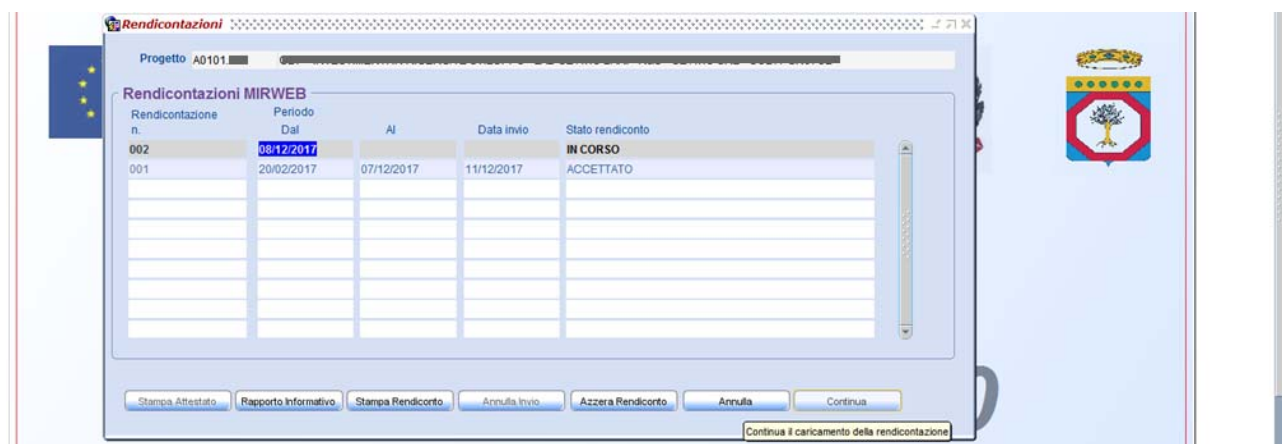 Rendicontazioni
Progetto A0101.
Rendicontazioni MIRWEB
Rendicontazione n. Periodo Dal Al Data invio Stato rendiconto
002 08/12/2017 IN CORSO
001 20/02/2017 07/12/2017 11/12/2017 ACCETTATO
Stampa Attestato Rapporto Informativo Stampa Rendiconto Annulla Invio Azzera Rendiconto Annulla Continua
Continua il caricamento della rendicontazione